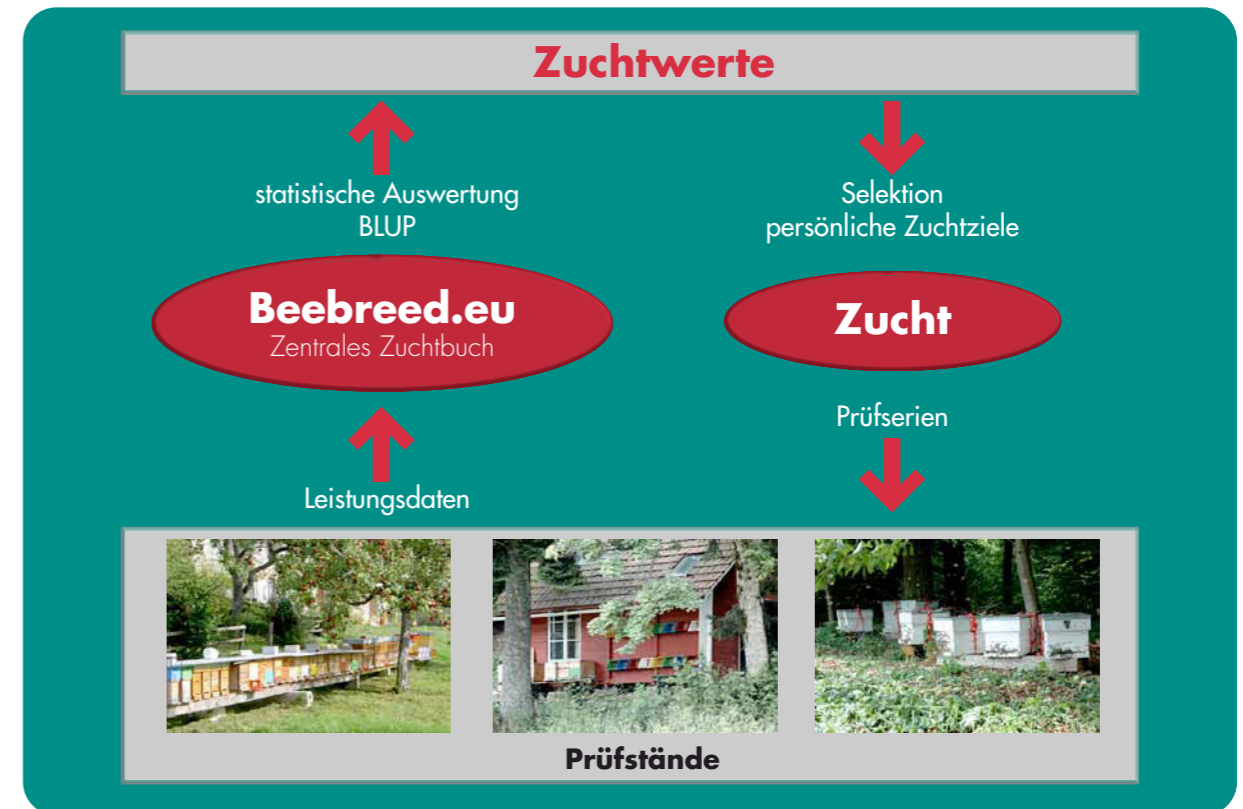 Zuchtwerte
statistische Auswertung
BLUP
Selektion
persönliche Zuchtziele
Beebreed.eu
Zentrales Zuchtbuch
Zucht
Prüfserien
Leistungsdaten
Prüfstände